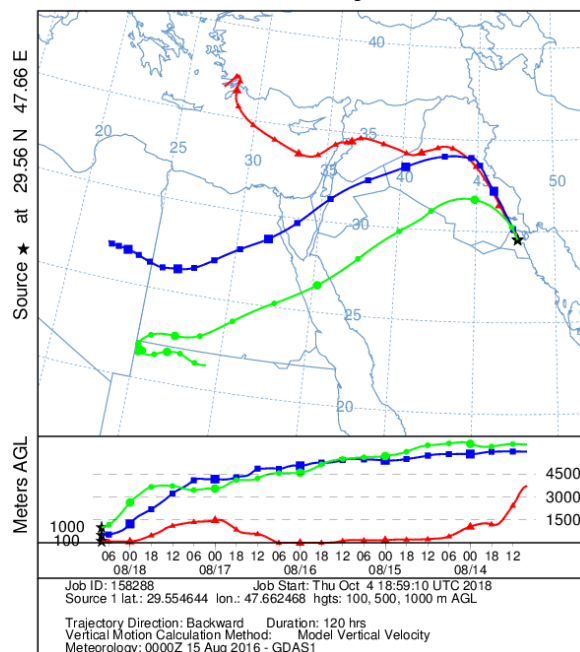 40
20
25
30
35
35
40
45
50
15
30
25
20
Source ★ at 29.56 N 47.66 E
Meters AGL
4500
3000
1500
1000
100
06 00 18 12 06 00 18 12 06 00 18 12 06 00 18 12 06 00 18 12
08/18 08/17 08/16 08/15 08/14
Job ID: 158288 Job Start: Thu Oct 4 18:59:10 UTC 2018
Source 1 lat.: 29.554644 lon.: 47.662468 hgts: 100, 500, 1000 m AGL
Trajectory Direction: Backward Duration: 120 hrs
Vertical Motion Calculation Method: Model Vertical Velocity
Meteorology: 0000Z 15 Aug 2016 - GDAS1